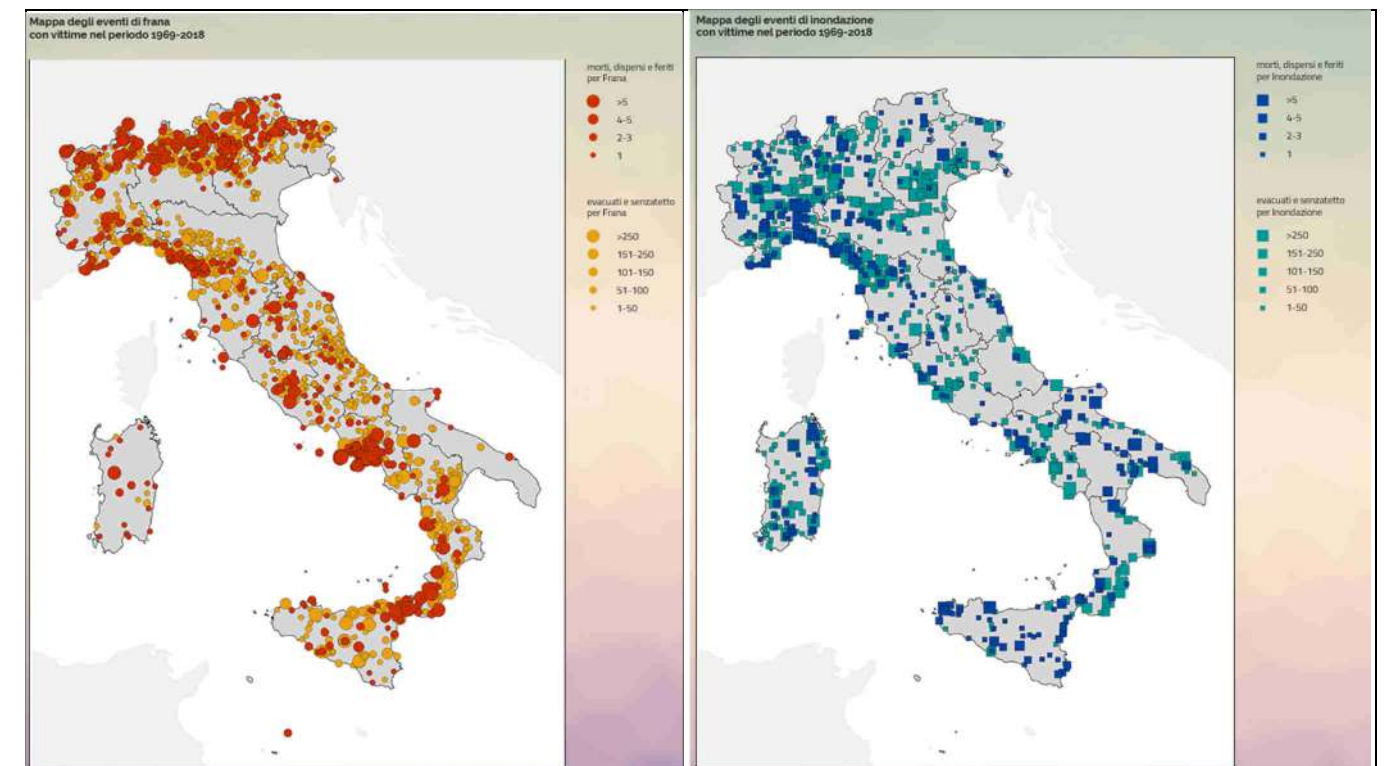 Mappa degli eventi di frana
con vittime nel periodo 1969-2018
morti, dispersi e feriti
per Frana
>5
4-5
2-3
1
evacuati e senzatetto
per Frana
>250
151-250
101-150
51-100
1-50
Mappa degli eventi di inondazione
con vittime nel periodo 1969-2018
morti, dispersi e feriti
per Inondazione
>5
4-5
2-3
1
evacuati e senzatetto
per Inondazione
>250
151-250
101-150
51-100
1-50